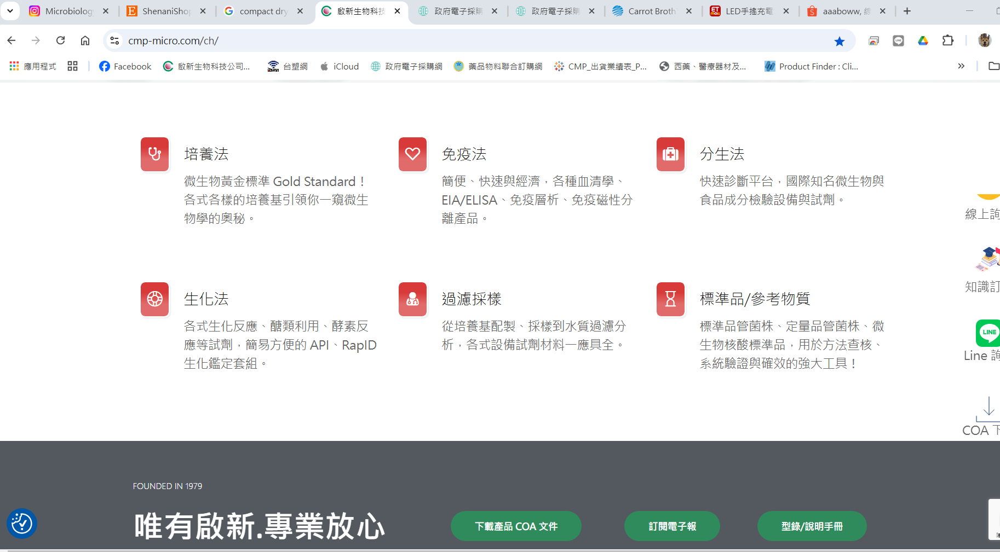 Microbiolog
ShenaniShop
compact dry
啟新生物科技
政府電子採購
政府電子採購
Carrot Broth
LED手搖充電
aaaboww, 線
cmp-micro.com/ch/
應用程式
Facebook
啟新生物科技公司...
台塑網
iCloud
政府電子採購網
藥品物料聯合訂購網
CMP_出貨業績表_P...
西藥、醫療器材及...
Product Finder : Cli...
培養法
微生物黃金標準 Gold Standard！
各式各樣的培養基引領你一窺微生
物學的奧秘。
免疫法
簡便、快速與經濟，各種血清學、
EIA/ELISA、免疫層析、免疫磁性分
離產品。
分生法
快速診斷平台，國際知名微生物與
食品成分檢驗設備與試劑。
線上詢
知識訂
生化法
各式生化反應、醣類利用、酵素反
應等試劑，簡易方便的 API、RapID
生化鑑定套組。
過濾採樣
從培養基配製、採樣到水質過濾分
析，各式設備試劑材料一應具全。
標準品/參考物質
標準品管菌株、定量品管菌株、微
生物核酸標準品，用於方法查核、
系統驗證與確效的強大工具！
LINE
Line 詢
COA 下
FOUNDED IN 1979
唯有啟新.專業放心
下載產品 COA 文件
訂閱電子報
型錄/說明手冊